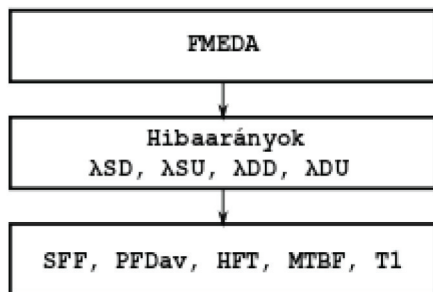 FMEDA
Hibaarányok
λSD, λSU, λDD, λDU
SFF, PFDav, HFT, MTBF, T1